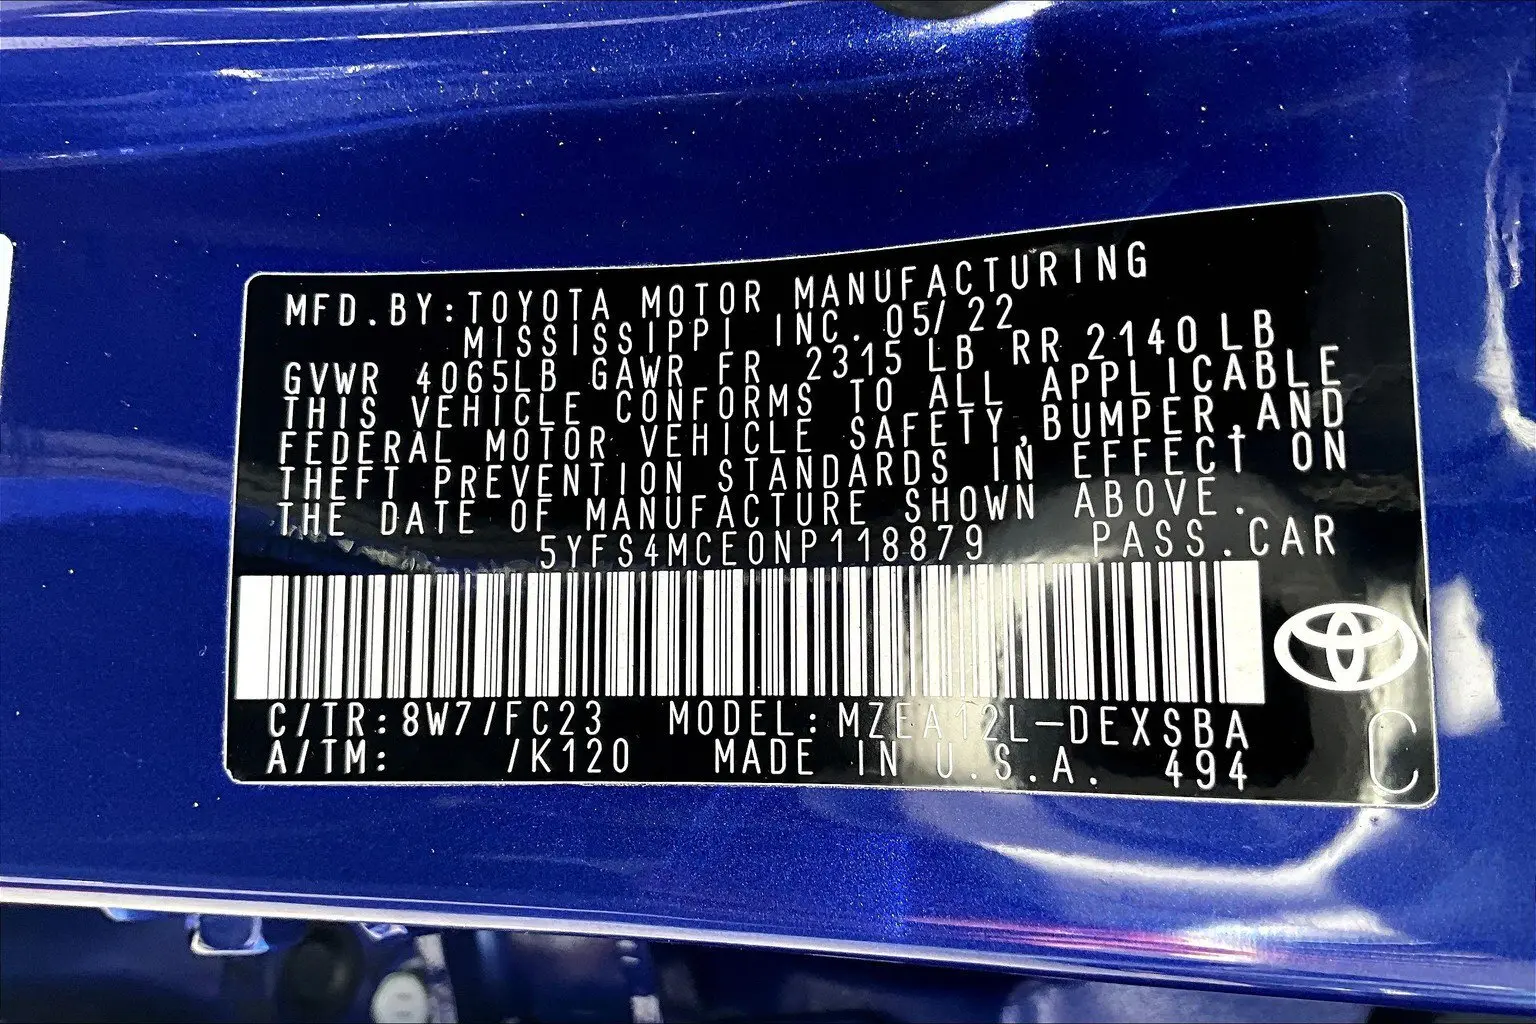 MFD.BY:TOYOTA MOTOR MANUFACTURING
MISSISSIPPI INC. 05/22
GVWR 4065LB GAWR FR 2315 LB RR 2140LB
THIS VEHICLE CONFORMS TO ALL APPLICABLE
FEDERAL MOTOR VEHICLE SAFETY,BUMPER,AND
THEFT PREVENTION STANDARDS IN EFFECT ON
THE DATE OF MANUFACTURE SHOWN ABOVE.
5YFS4MCE0NP118879 PASS.CAR
C/TR:8W7/FC23 MODEL:MZEA12L-DEXSBA
A/TM: /K120 MADE IN U.S.A. 494
C